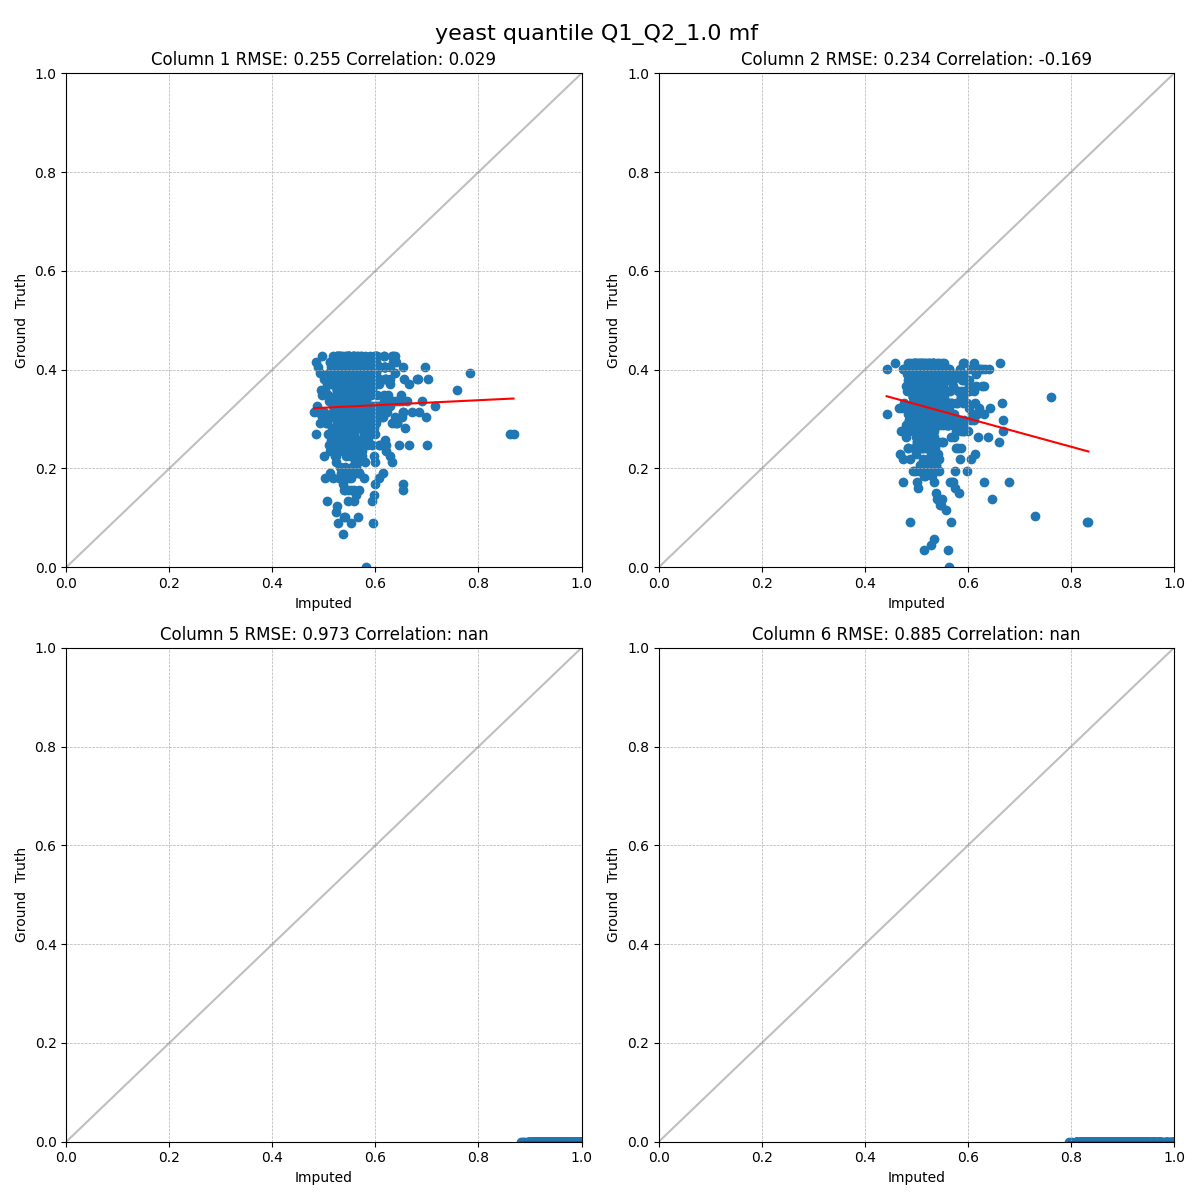 yeast quantile Q1_Q2_1.0 mf
Column 1 RMSE: 0.255 Correlation: 0.029
1.0
0.8
0.6
0.4
0.2
0.0
Ground Truth
0.0 0.2 0.4 0.6 0.8 1.0
Imputed
Column 2 RMSE: 0.234 Correlation: -0.169
1.0
0.8
0.6
0.4
0.2
0.0
Ground Truth
0.0 0.2 0.4 0.6 0.8 1.0
Imputed
Column 5 RMSE: 0.973 Correlation: nan
1.0
0.8
0.6
0.4
0.2
0.0
Ground Truth
0.0 0.2 0.4 0.6 0.8 1.0
Imputed
Column 6 RMSE: 0.885 Correlation: nan
1.0
0.8
0.6
0.4
0.2
0.0
Ground Truth
0.0 0.2 0.4 0.6 0.8 1.0
Imputed